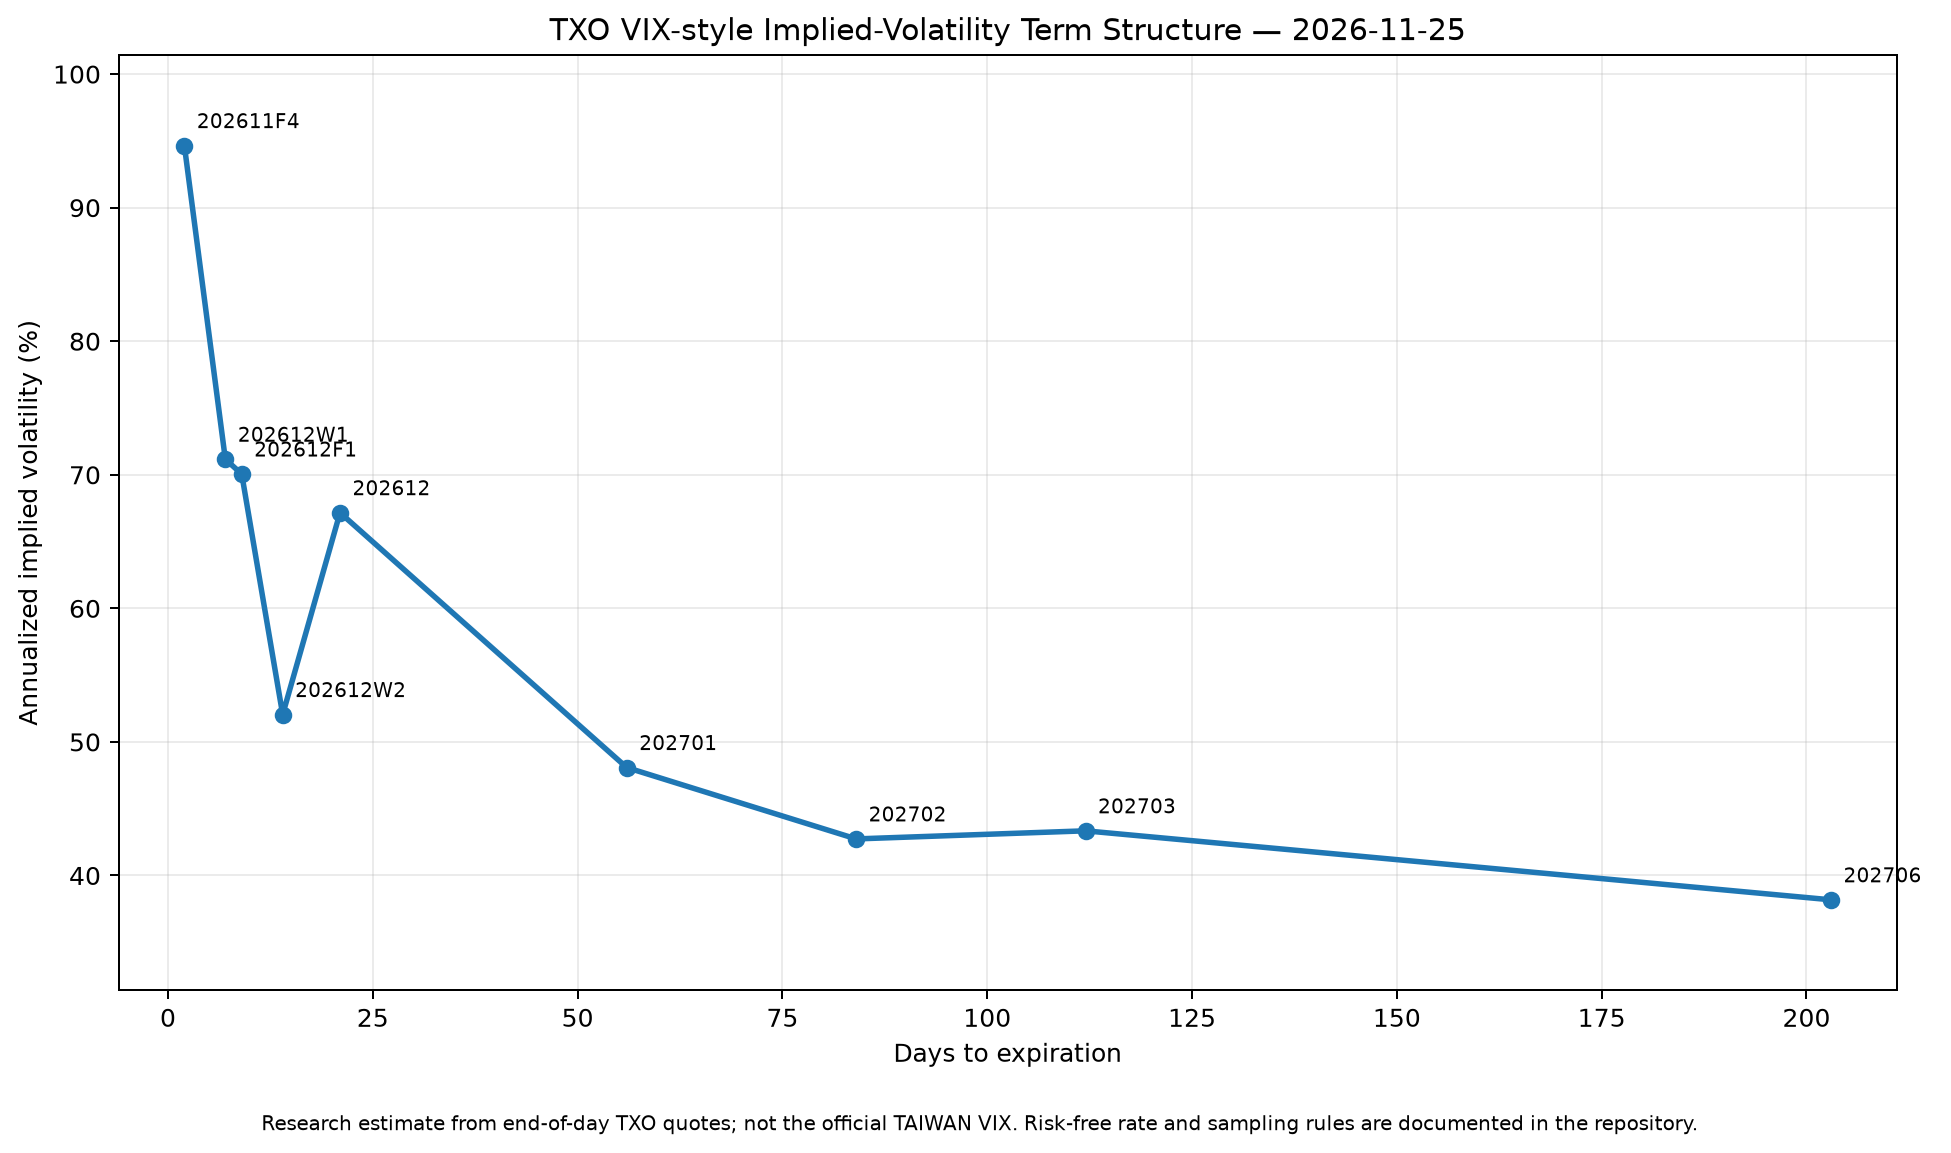 TXO VIX-style Implied-Volatility Term Structure — 2026-11-25
100
90
80
70
60
50
40
Annualized implied volatility (%)
202611F4
202612W1
202612F1
202612
202612W2
202701
202702
202703
202706
0 25 50 75 100 125 150 175 200
Days to expiration
Research estimate from end-of-day TXO quotes; not the official TAIWAN VIX. Risk-free rate and sampling rules are documented in the repository.